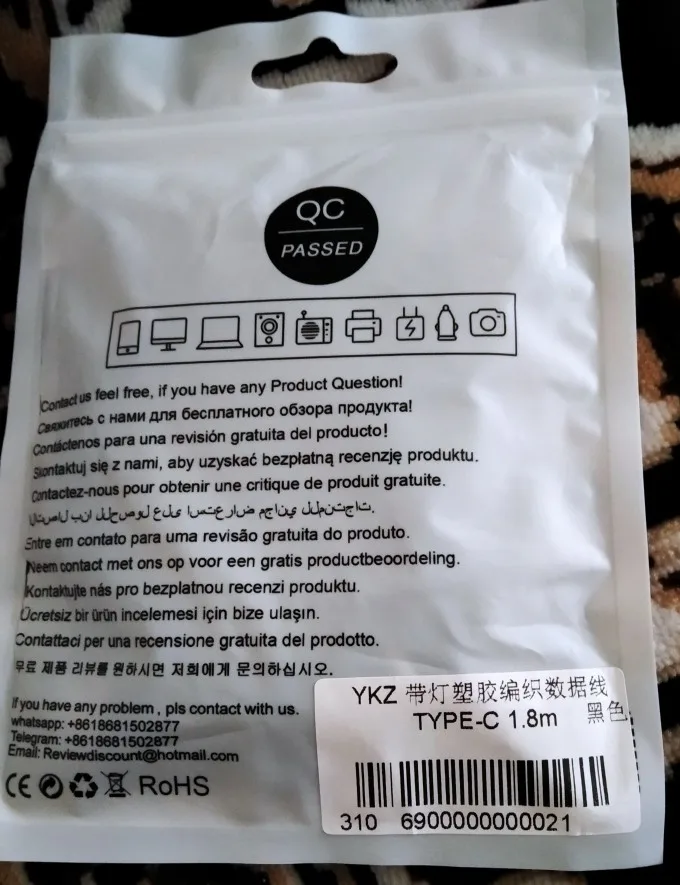 QC
PASSED
Contact us feel free, if you have any Product Question!
Свяжитесь с нами для бесплатного обзора продукта!
Contáctenos para una revisión gratuita del producto!
Skontaktuj się z nami, aby uzyskać bezpłatną recenzję produktu.
Contactez-nous pour obtenir une critique de produit gratuite.
الاتصال بنا للحصول على استعراض مجاني للمنتجات.
Entre em contato para uma revisão gratuita do produto.
Neem contact met ons op voor een gratis productbeoordeling.
Kontaktujte nás pro bezplatnou recenzi produktu.
Ücretsiz bir ürün incelemesi için bize ulaşın.
Contattaci per una recensione gratuita del prodotto.
무료 제품 리뷰를 원하시면 저희에게 문의하십시오.
If you have any problem , pls contact with us.
whatsapp: +8618681502877
Telegram: +8618681502877
Email: Reviewdiscount@hotmail.com
CE RoHS
YKZ 带灯塑胶编织数据线
TYPE-C 1.8m 黑色
310 6900000000021